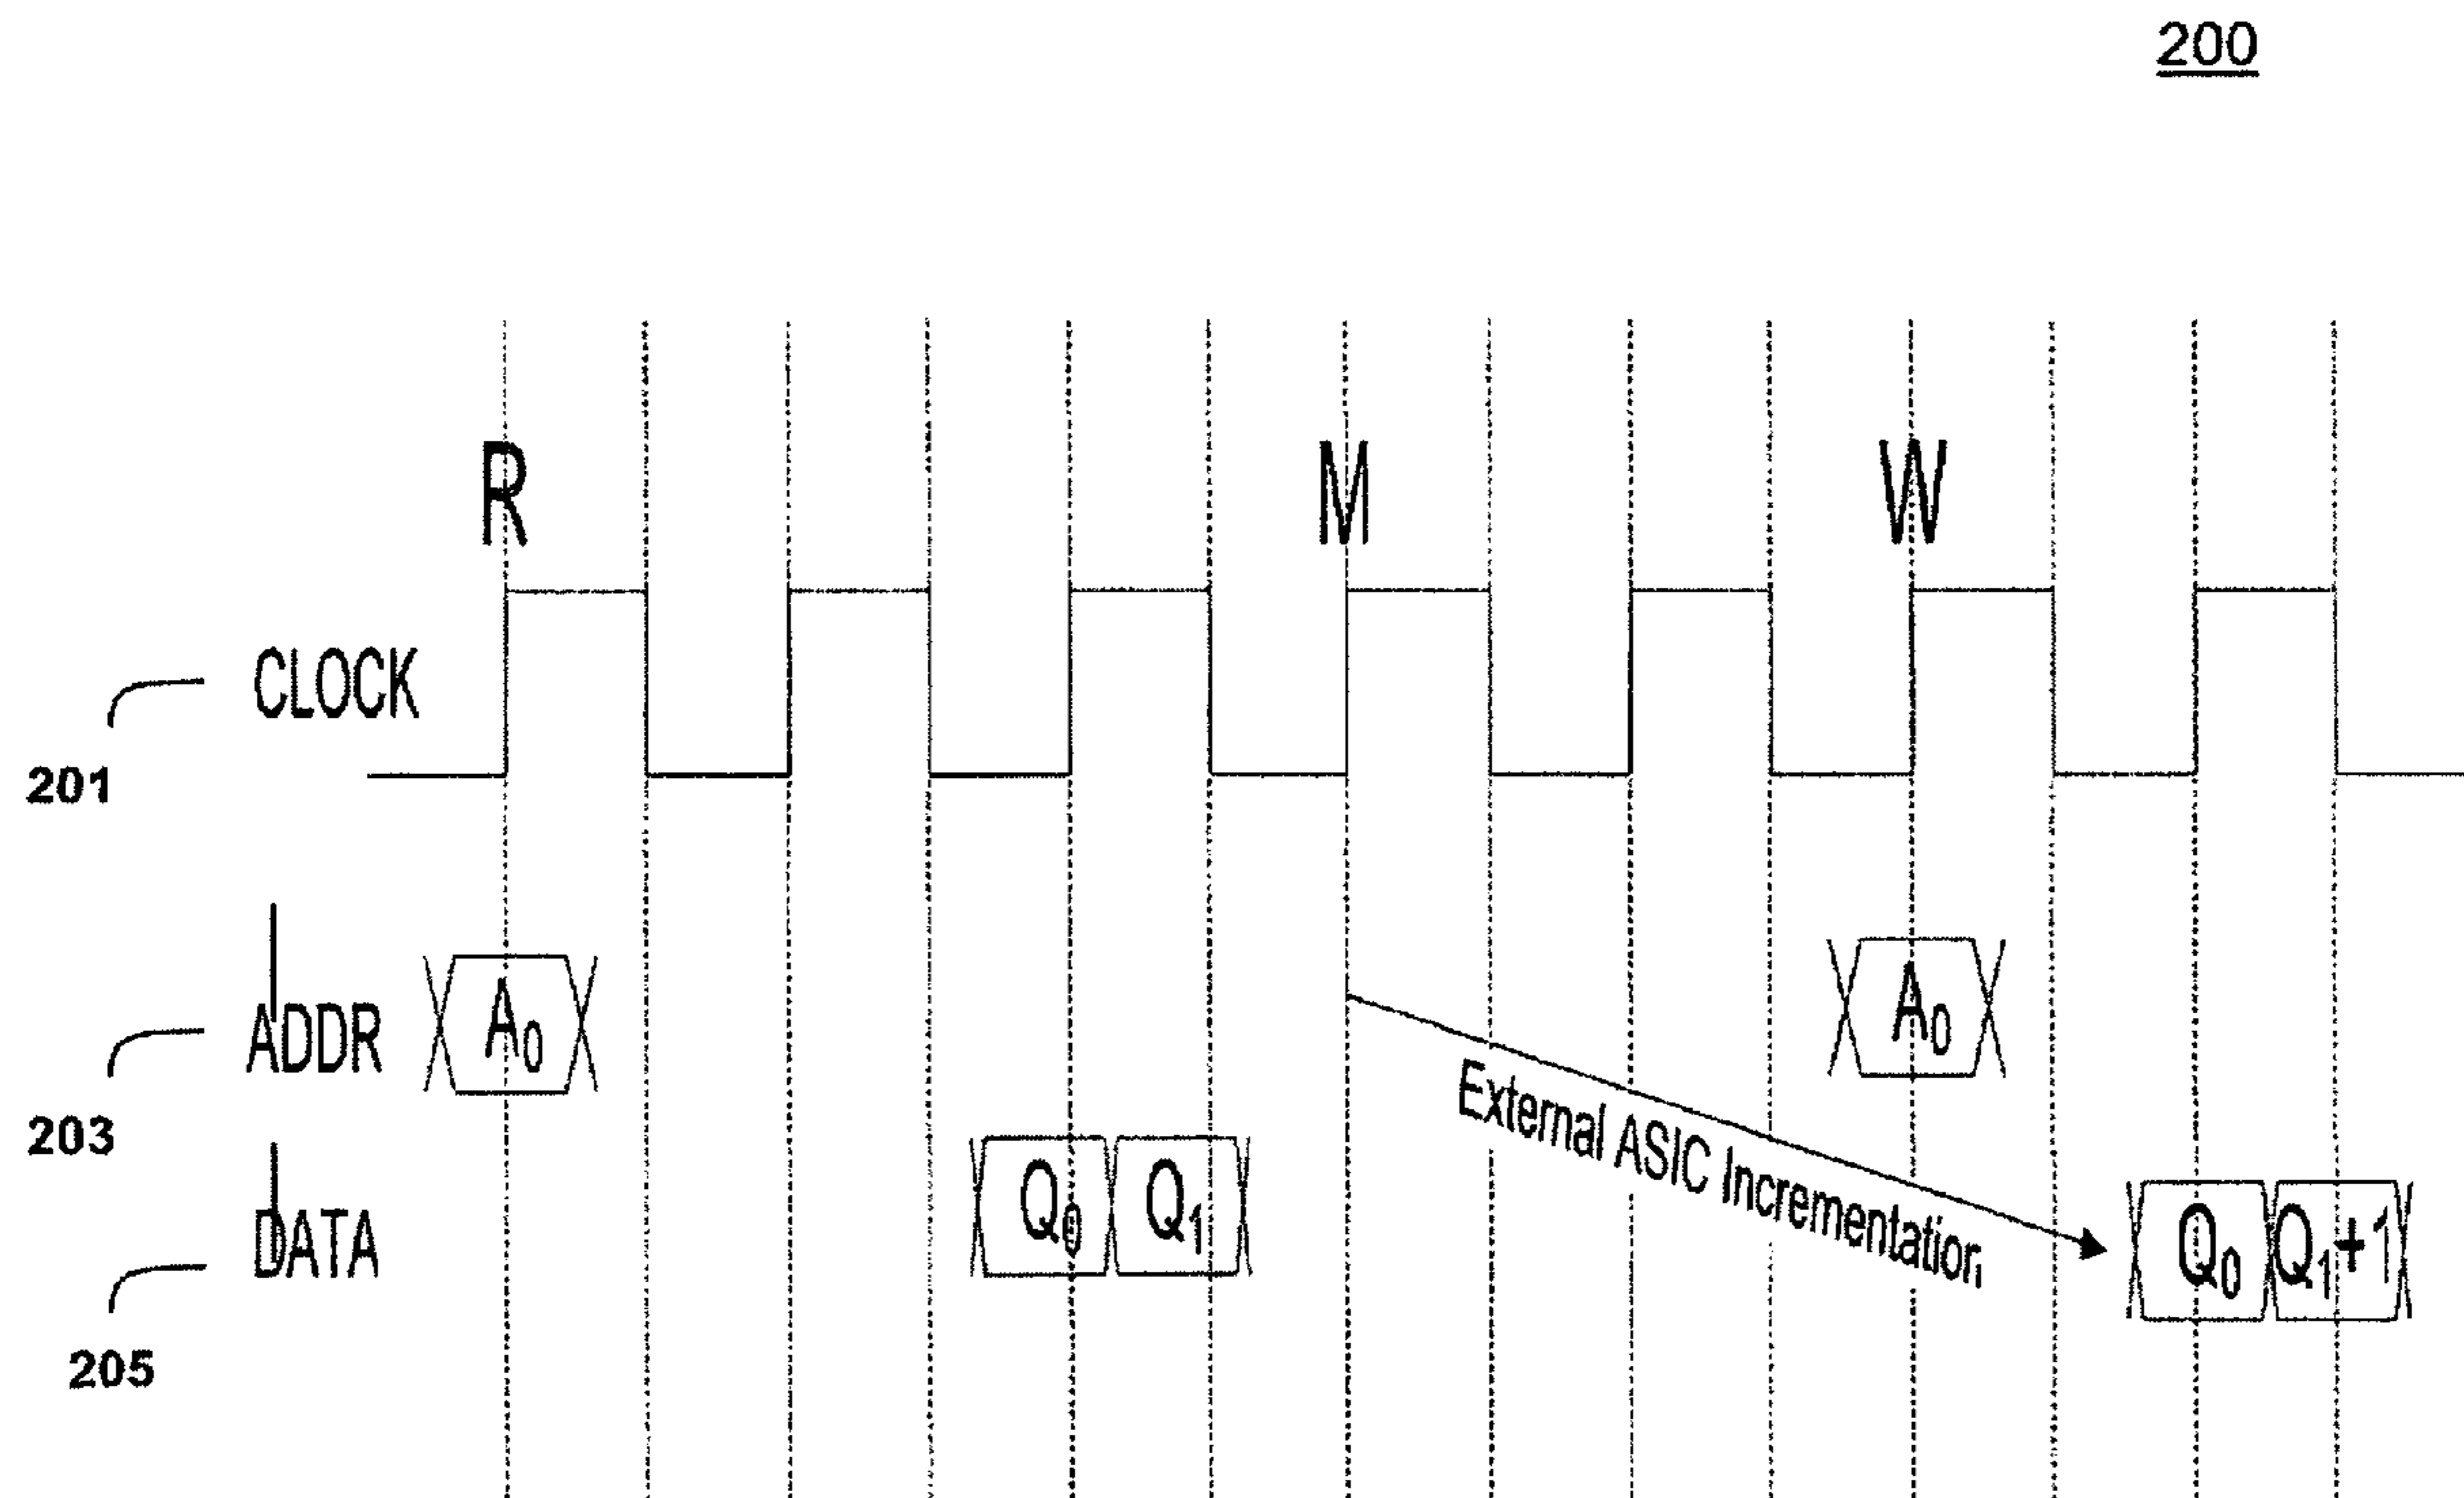 200
R M W
CLOCK
201
ADDR A₀ A₀
203
External ASIC Incrementation
DATA Q₀ Q₁ Q₀ Q₁+1
205